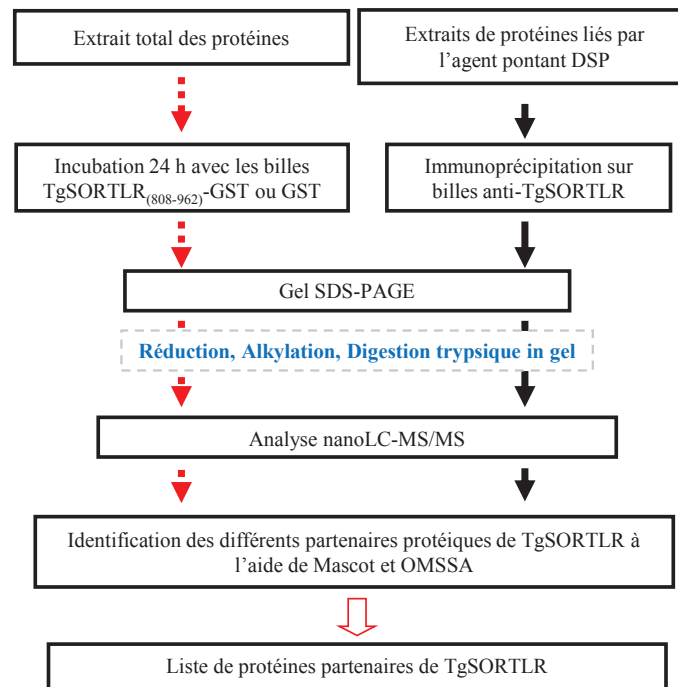 Extrait total des protéines
Extraits de protéines liés par
l'agent pontant DSP
Incubation 24 h avec les billes
TgSORTLR(808-962)-GST ou GST
Immunoprécipitation sur
billes anti-TgSORTLR
Gel SDS-PAGE
Réduction, Alkylation, Digestion trypsique in gel
Analyse nanoLC-MS/MS
Identification des différents partenaires protéiques de TgSORTLR à
l'aide de Mascot et OMSSA
Liste de protéines partenaires de TgSORTLR